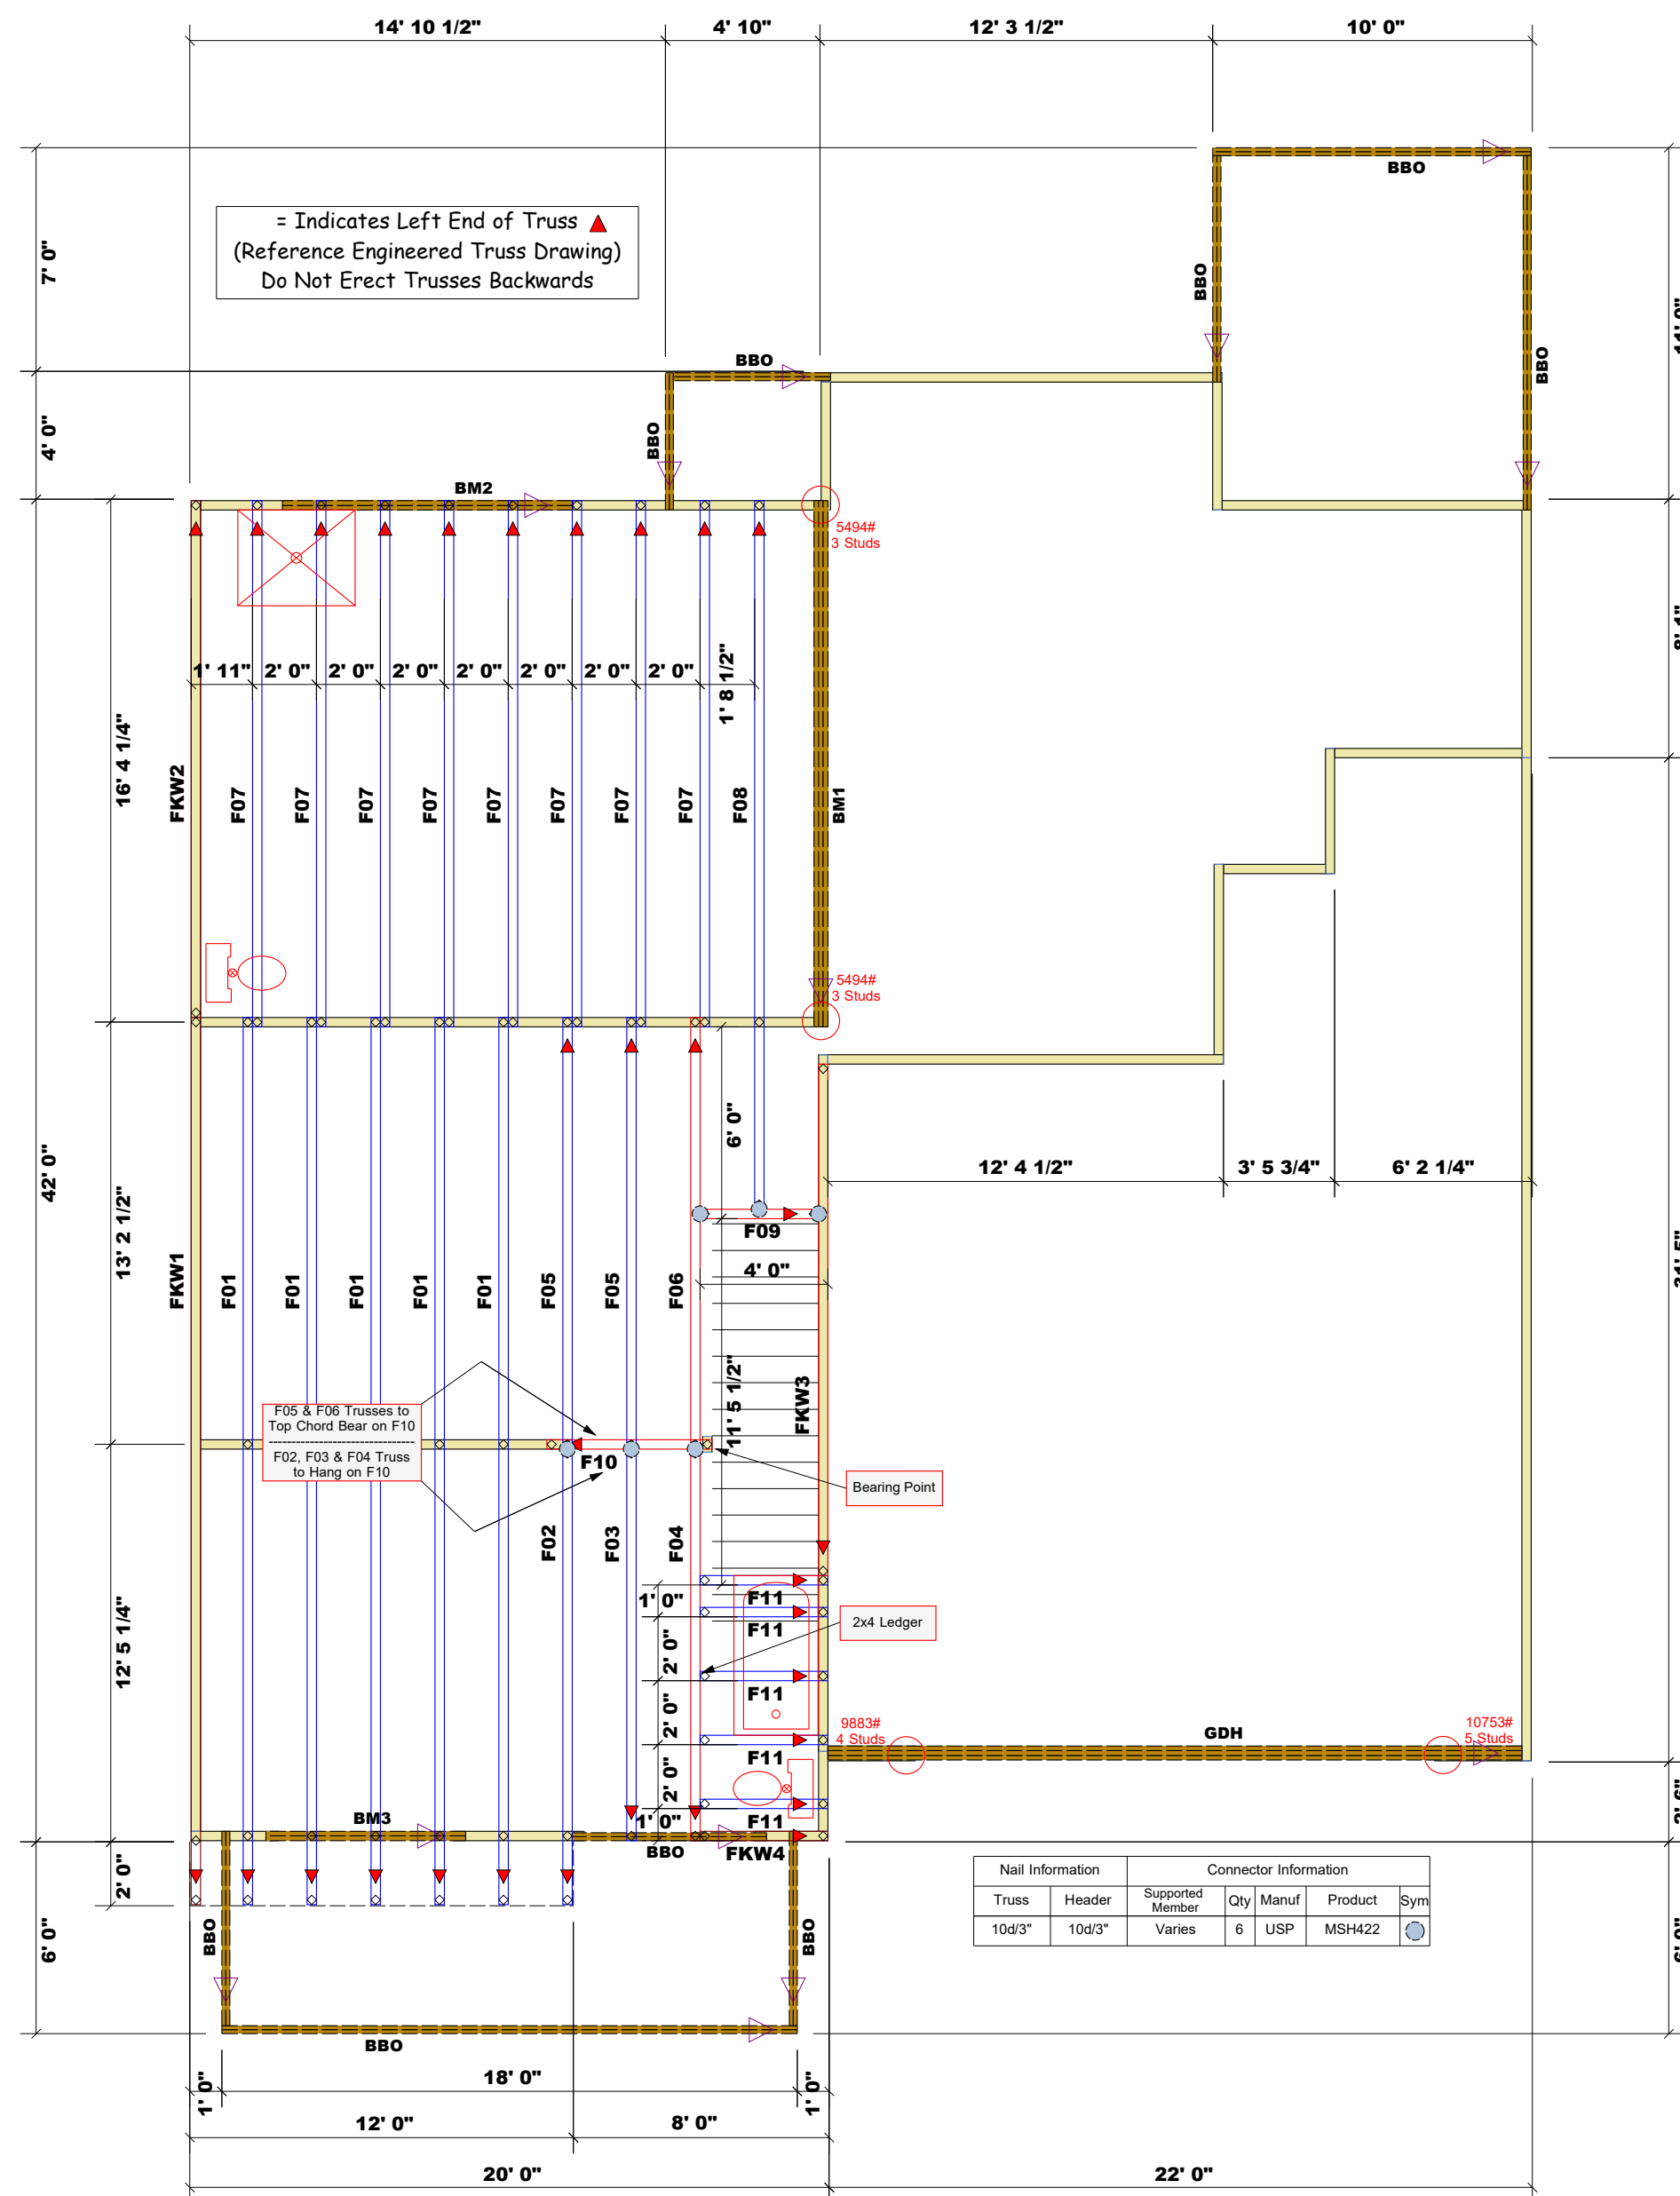 14' 10 1/2"
4' 10"
12' 3 1/2"
10' 0"
BBO
= Indicates Left End of Truss
(Reference Engineered Truss Drawing)
Do Not Erect Trusses Backwards
7' 0"
BBO
BBO
BBO
4' 0"
BBO
BM2
5494#
3 Studs
1' 11"
2' 0"
2' 0"
2' 0"
2' 0"
2' 0"
2' 0"
2' 0"
1' 8 1/2"
16' 4 1/4"
FKW2
F07
F07
F07
F07
F07
F07
F07
F07
F08
BM1
5494#
3 Studs
42' 0"
6' 0"
13' 2 1/2"
12' 4 1/2"
3' 5 3/4"
6' 2 1/4"
F09
4' 0"
FKW1
F01
F01
F01
F01
F01
F05
F05
F06
FKW3
11' 5 1/2"
F05 & F06 Trusses to
Top Chord Bear on F10
F02, F03 & F04 Truss
to Hang on F10
F10
Bearing Point
F02
F03
F04
12' 5 1/4"
1' 0"
F11
2' 0"
F11
2x4 Ledger
2' 0"
F11
2' 0"
F11
1' 0"
F11
9883#
4 Studs
GDH
10753#
5 Studs
BM3
BBO
FKW4
2' 0"
6' 0"
BBO
BBO
Nail Information
Connector Information
Truss
Header
Supported
Member
Qty
Manuf
Product
Sym
10d/3"
10d/3"
Varies
6
USP
MSH422
BBO
1' 0"
18' 0"
1' 0"
12' 0"
8' 0"
20' 0"
22' 0"